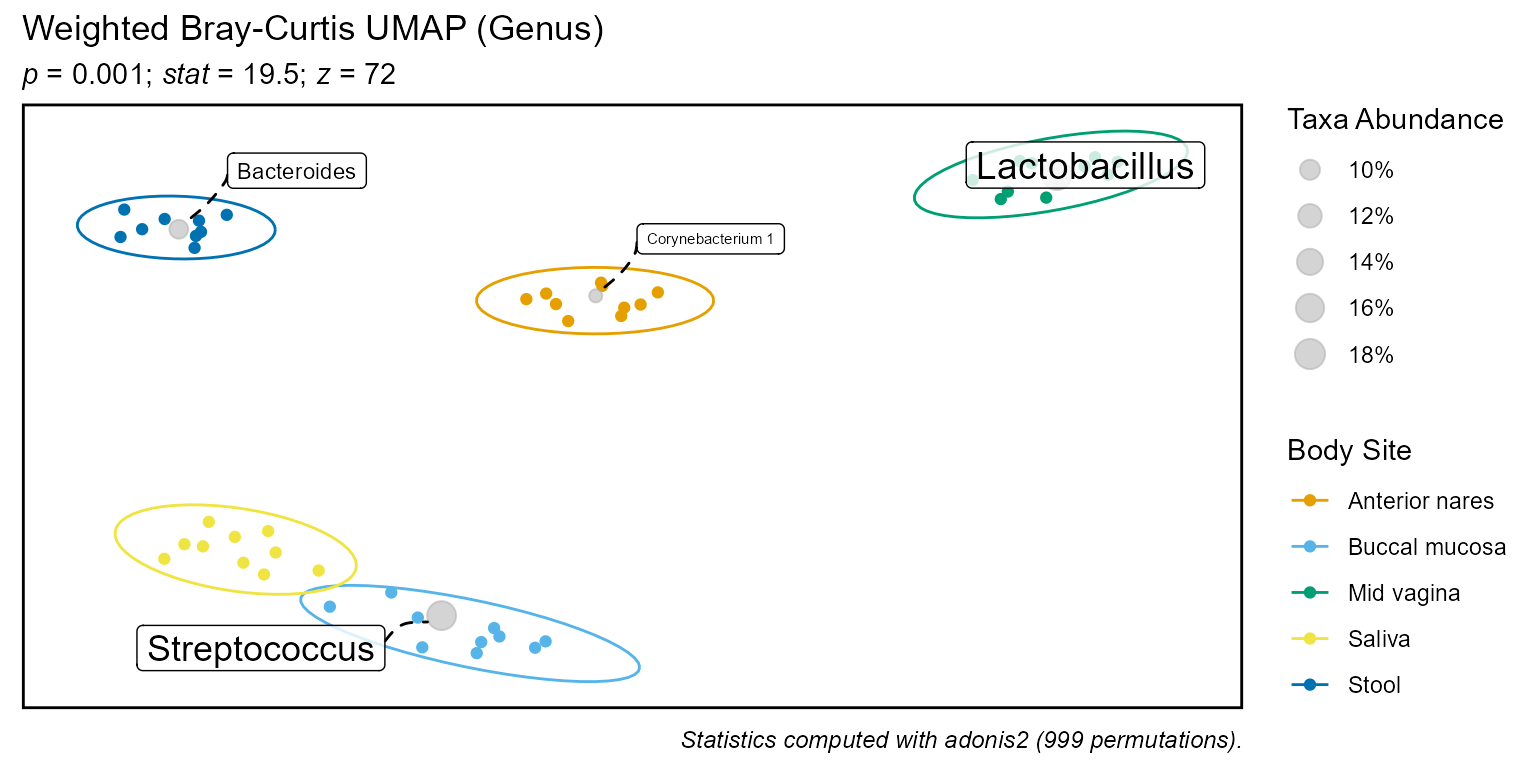 Weighted Bray-Curtis UMAP (Genus)
p = 0.001; stat = 19.5; z = 72
Bacteroides
Lactobacillus
Corynebacterium 1
Streptococcus
Taxa Abundance
10%
12%
14%
16%
18%
Body Site
Anterior nares
Buccal mucosa
Mid vagina
Saliva
Stool
Statistics computed with adonis2 (999 permutations).